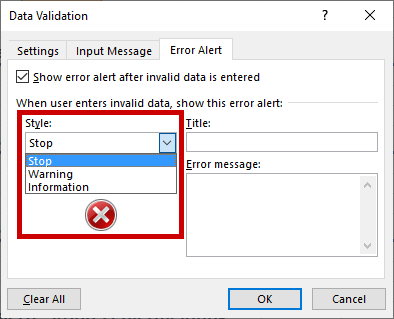 Data Validation
?
Settings
Input Message
Error Alert
Show error alert after invalid data is entered
When user enters invalid data, show this error alert:
Style:
Title:
Stop
Stop
Warning
Information
Error message:
Clear All
OK
Cancel